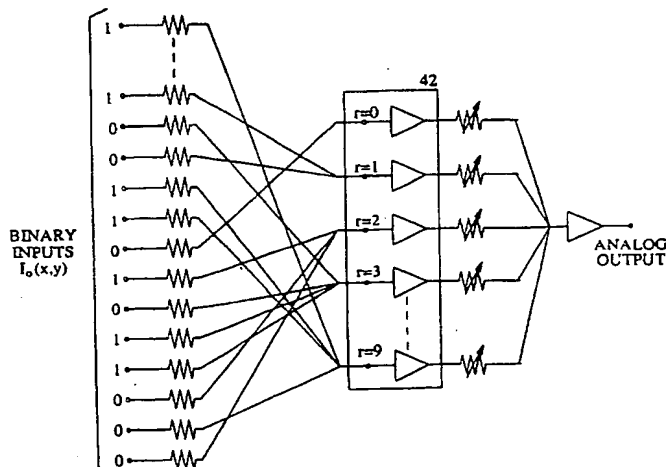 1
1
0
0
1
1
0
1
0
1
1
0
0
0
BINARY
INPUTS
I₀(x,y)
42
r=0
r=1
r=2
r=3
r=9
ANALOG
OUTPUT